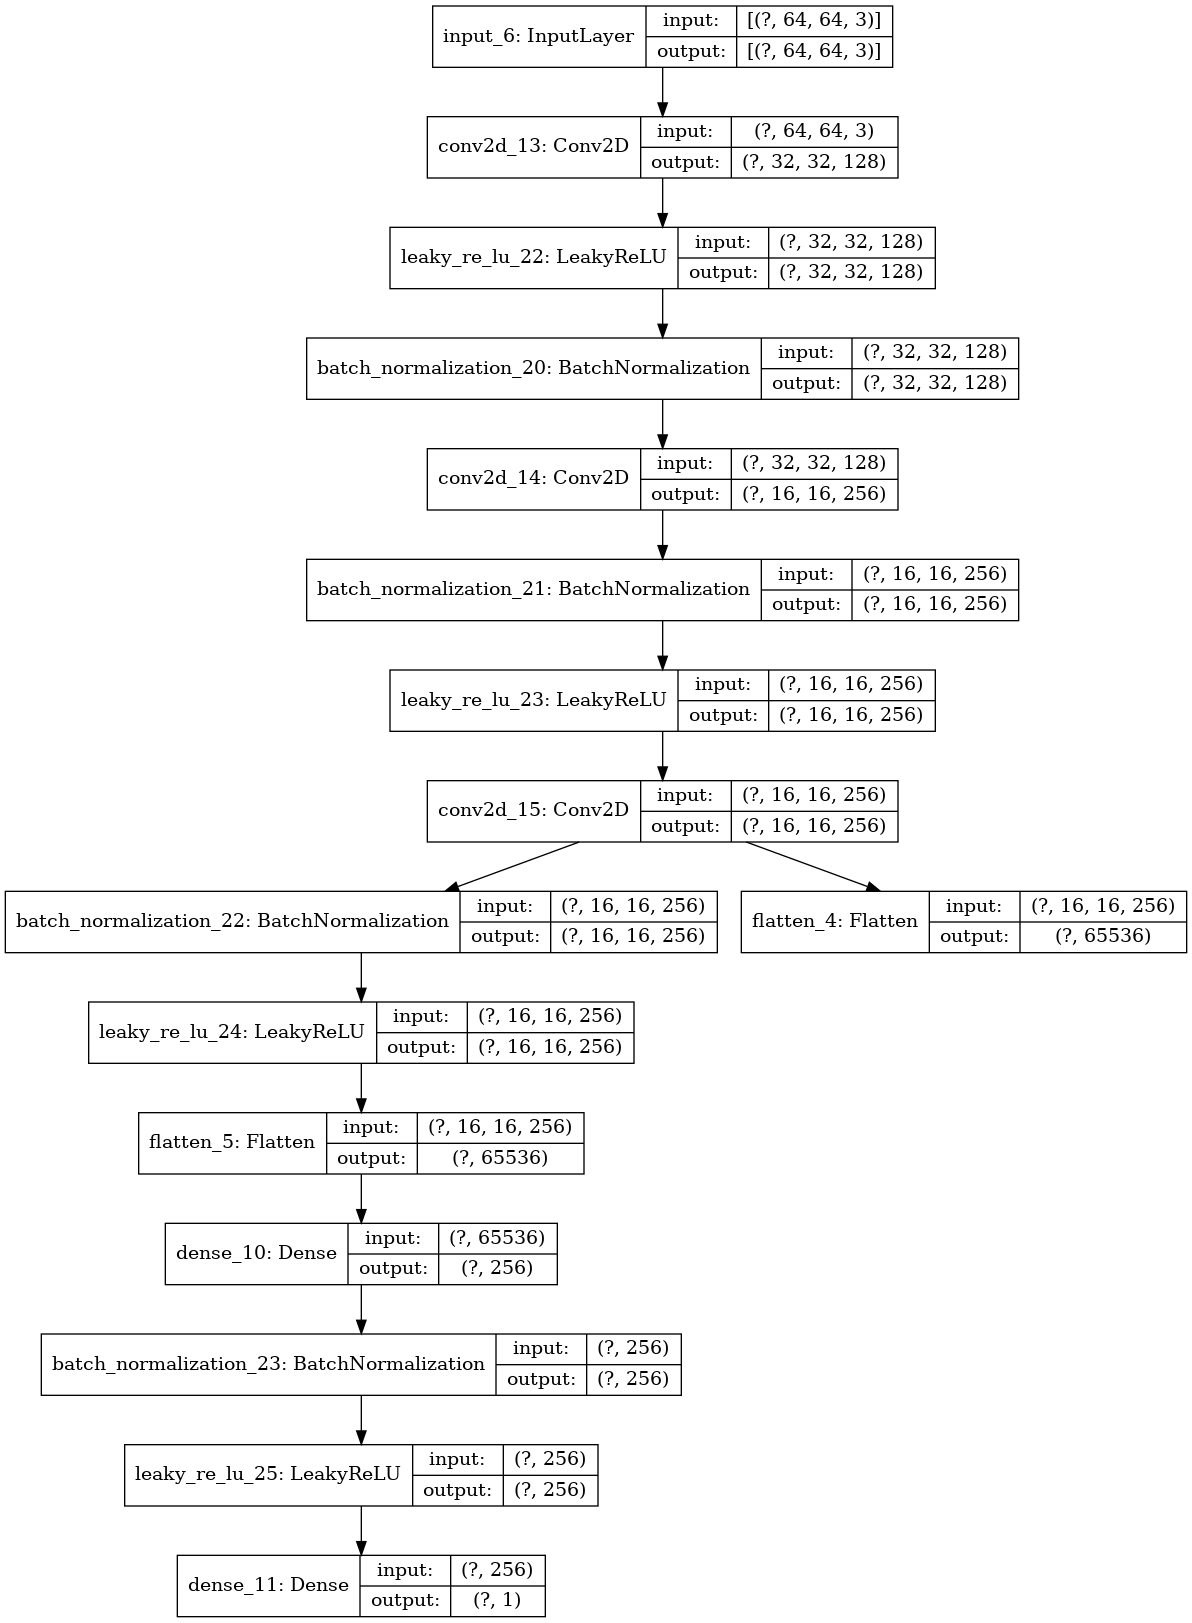 input_6: InputLayer input: [(?, 64, 64, 3)]
output: [(?, 64, 64, 3)]
conv2d_13: Conv2D input: (?, 64, 64, 3)
output: (?, 32, 32, 128)
leaky_re_lu_22: LeakyReLU input: (?, 32, 32, 128)
output: (?, 32, 32, 128)
batch_normalization_20: BatchNormalization input: (?, 32, 32, 128)
output: (?, 32, 32, 128)
conv2d_14: Conv2D input: (?, 32, 32, 128)
output: (?, 16, 16, 256)
batch_normalization_21: BatchNormalization input: (?, 16, 16, 256)
output: (?, 16, 16, 256)
leaky_re_lu_23: LeakyReLU input: (?, 16, 16, 256)
output: (?, 16, 16, 256)
conv2d_15: Conv2D input: (?, 16, 16, 256)
output: (?, 16, 16, 256)
batch_normalization_22: BatchNormalization input: (?, 16, 16, 256)
output: (?, 16, 16, 256)
flatten_4: Flatten input: (?, 16, 16, 256)
output: (?, 65536)
leaky_re_lu_24: LeakyReLU input: (?, 16, 16, 256)
output: (?, 16, 16, 256)
flatten_5: Flatten input: (?, 16, 16, 256)
output: (?, 65536)
dense_10: Dense input: (?, 65536)
output: (?, 256)
batch_normalization_23: BatchNormalization input: (?, 256)
output: (?, 256)
leaky_re_lu_25: LeakyReLU input: (?, 256)
output: (?, 256)
dense_11: Dense input: (?, 256)
output: (?, 1)